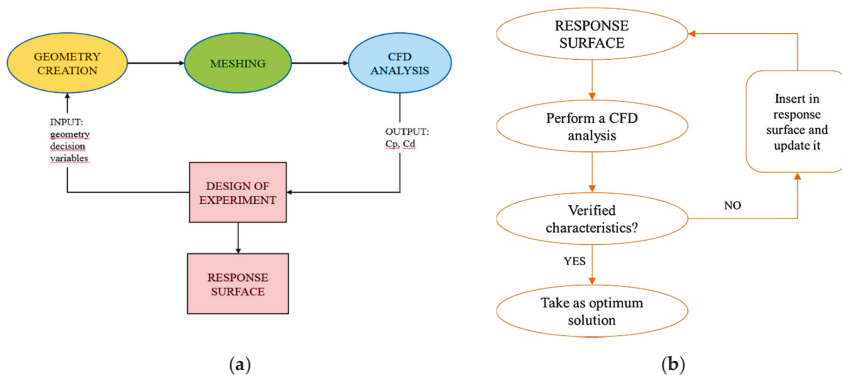 GEOMETRY
CREATION
MESHING
CFD
ANALYSIS
INPUT:
geometry
decision
variables
OUTPUT:
Cp, Cd
DESIGN OF
EXPERIMENT
RESPONSE
SURFACE
(a)
RESPONSE
SURFACE
Perform a CFD
analysis
Insert in
response
surface and
update it
Verified
characteristics?
NO
YES
Take as optimum
solution
(b)